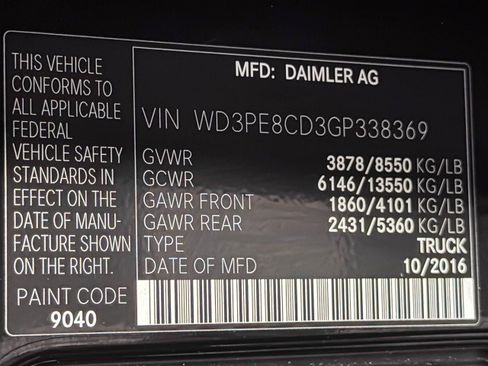 THIS VEHICLE
CONFORMS TO
ALL APPLICABLE
FEDERAL
VEHICLE SAFETY
STANDARDS IN
EFFECT ON THE
DATE OF MANU-
FACTURE SHOWN
ON THE RIGHT.
PAINT CODE
9040
MFD: DAIMLER AG
VIN WD3PE8CD3GP338369
GVWR 3878/8550 KG/LB
GCWR 6146/13550 KG/LB
GAWR FRONT 1860/4101 KG/LB
GAWR REAR 2431/5360 KG/LB
TYPE TRUCK
DATE OF MFD 10/2016